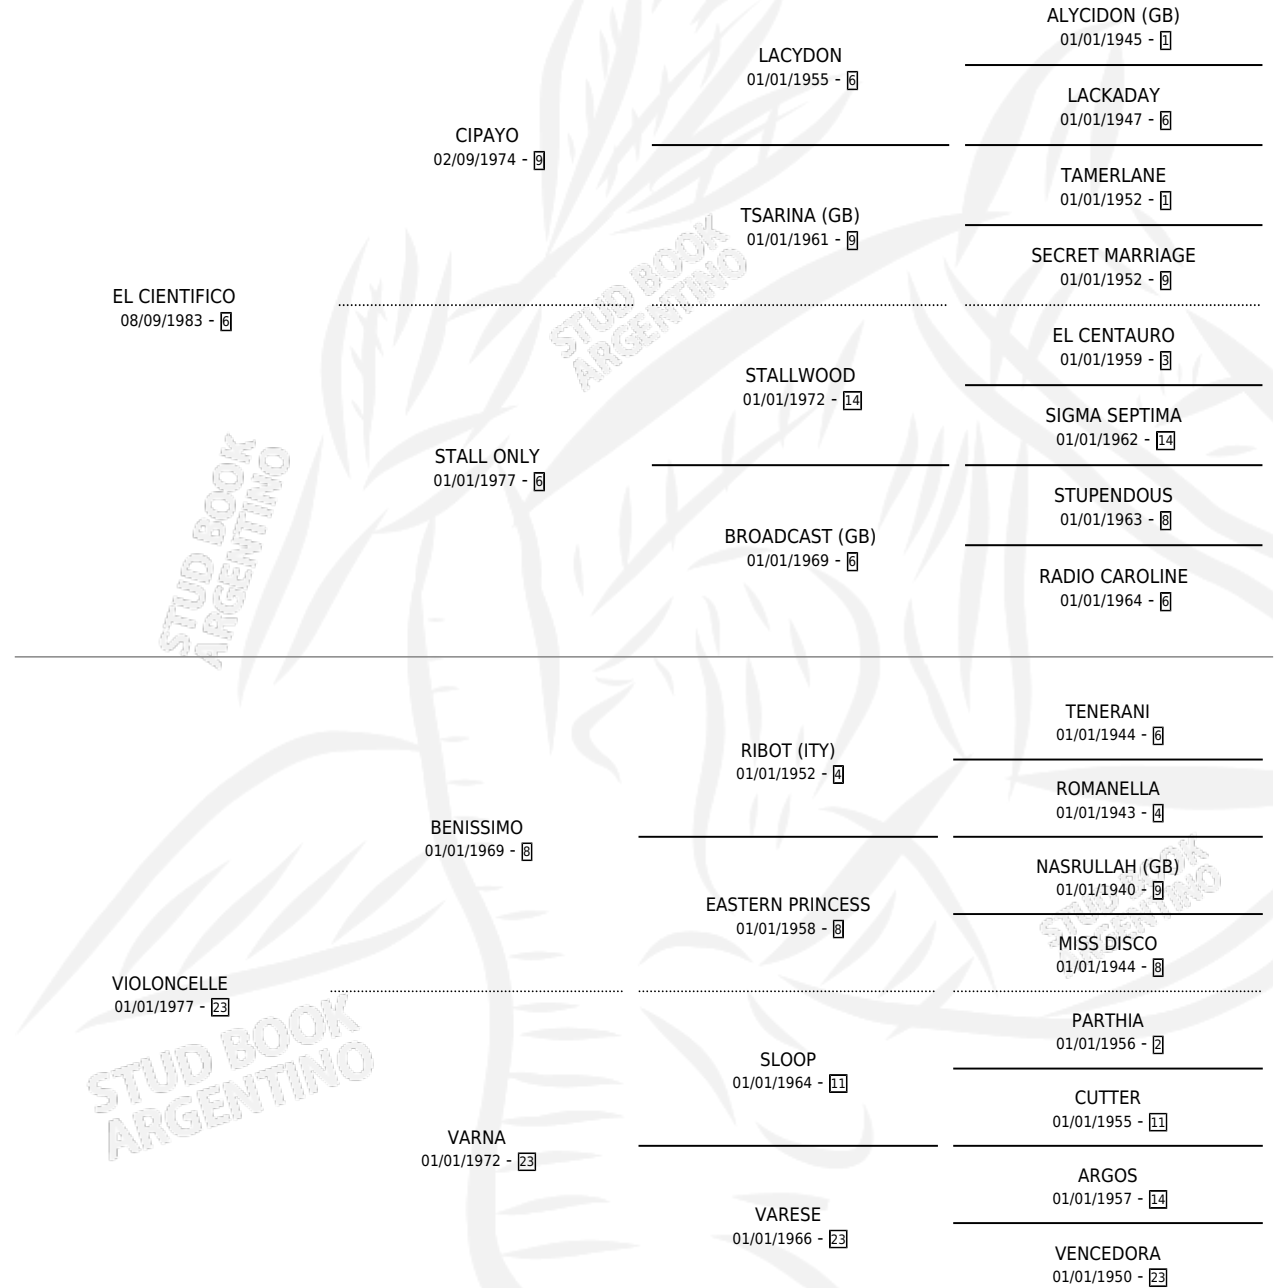 ALYCIDON (GB)
01/01/1945 - 1
LACYDON
01/01/1955 - 6
LACKADAY
01/01/1947 - 6
CIPAYO
02/09/1974 - 9
TAMERLANE
01/01/1952 - 1
TSARINA (GB)
01/01/1961 - 9
SECRET MARRIAGE
01/01/1952 - 9
EL CIENTIFICO
08/09/1983 - 6
EL CENTAURO
01/01/1959 - 3
STALLWOOD
01/01/1972 - 14
SIGMA SEPTIMA
01/01/1962 - 14
STALL ONLY
01/01/1977 - 6
STUPENDOUS
01/01/1963 - 8
BROADCAST (GB)
01/01/1969 - 6
RADIO CAROLINE
01/01/1964 - 6
TENERANI
01/01/1944 - 6
RIBOT (ITY)
01/01/1952 - 4
ROMANELLA
01/01/1943 - 4
BENISSIMO
01/01/1969 - 8
NASRULLAH (GB)
01/01/1940 - 9
EASTERN PRINCESS
01/01/1958 - 8
MISS DISCO
01/01/1944 - 8
VIOLONCELLE
01/01/1977 - 23
PARTHIA
01/01/1956 - 2
SLOOP
01/01/1964 - 11
CUTTER
01/01/1955 - 11
VARNA
01/01/1972 - 23
ARGOS
01/01/1957 - 14
VARESE
01/01/1966 - 23
VENCEDORA
01/01/1950 - 23
STUD BOOK
ARGENTINO
STUD BOOK
ARGENTINO
STUD BOOK
ARGENTINO
STUD BOOK
ARGENTINO